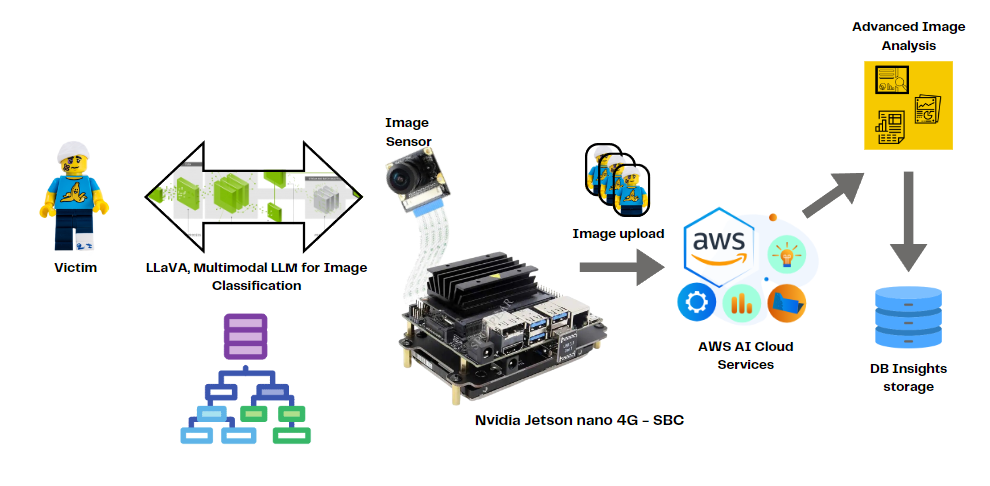 Advanced Image
Analysis
Image
Sensor
aws
Image upload
Victim
LLaVA, Multimodal LLM for Image
Classification
AWS AI Cloud
Services
DB Insights
storage
Nvidia Jetson nano 4G - SBC